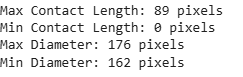 Max Contact Length: 89 pixels
Min Contact Length: 0 pixels
Max Diameter: 176 pixels
Min Diameter: 162 pixels